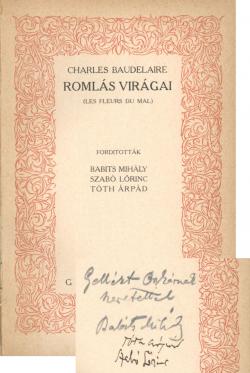 CHARLES BAUDELAIRE
ROMLÁS VIRÁGAI
(LES FLEURS DU MAL)
FORDITOTTÁK
BABITS MIHÁLY
SZABÓ LŐRINC
TÓTH ÁRPÁD
G
Gellért Oszkárnak
szeretettel
Babits Mihály
Tóth Árpád
Szabó Lőrinc